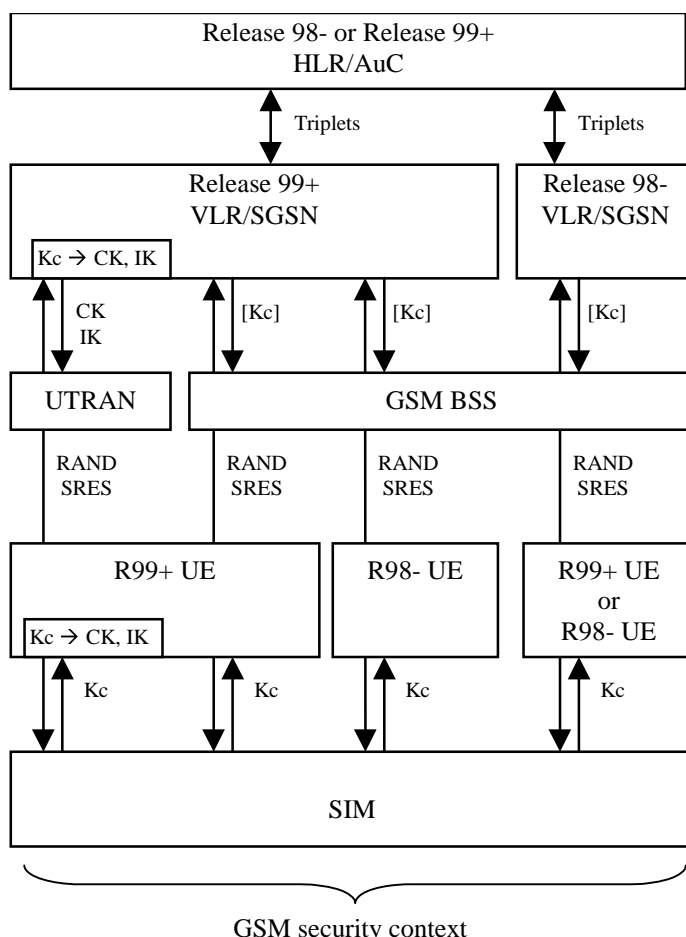 Release 98- or Release 99+
HLR/AuC
Triplets
Triplets
Release 99+
VLR/SGSN
Release 98-
VLR/SGSN
Kc → CK, IK
CK
IK
[Kc]
[Kc]
[Kc]
UTRAN
GSM BSS
RAND
SRES
RAND
SRES
RAND
SRES
RAND
SRES
R99+ UE
R98- UE
R99+ UE
or
R98- UE
Kc → CK, IK
Kc
Kc
Kc
Kc
SIM
GSM security context